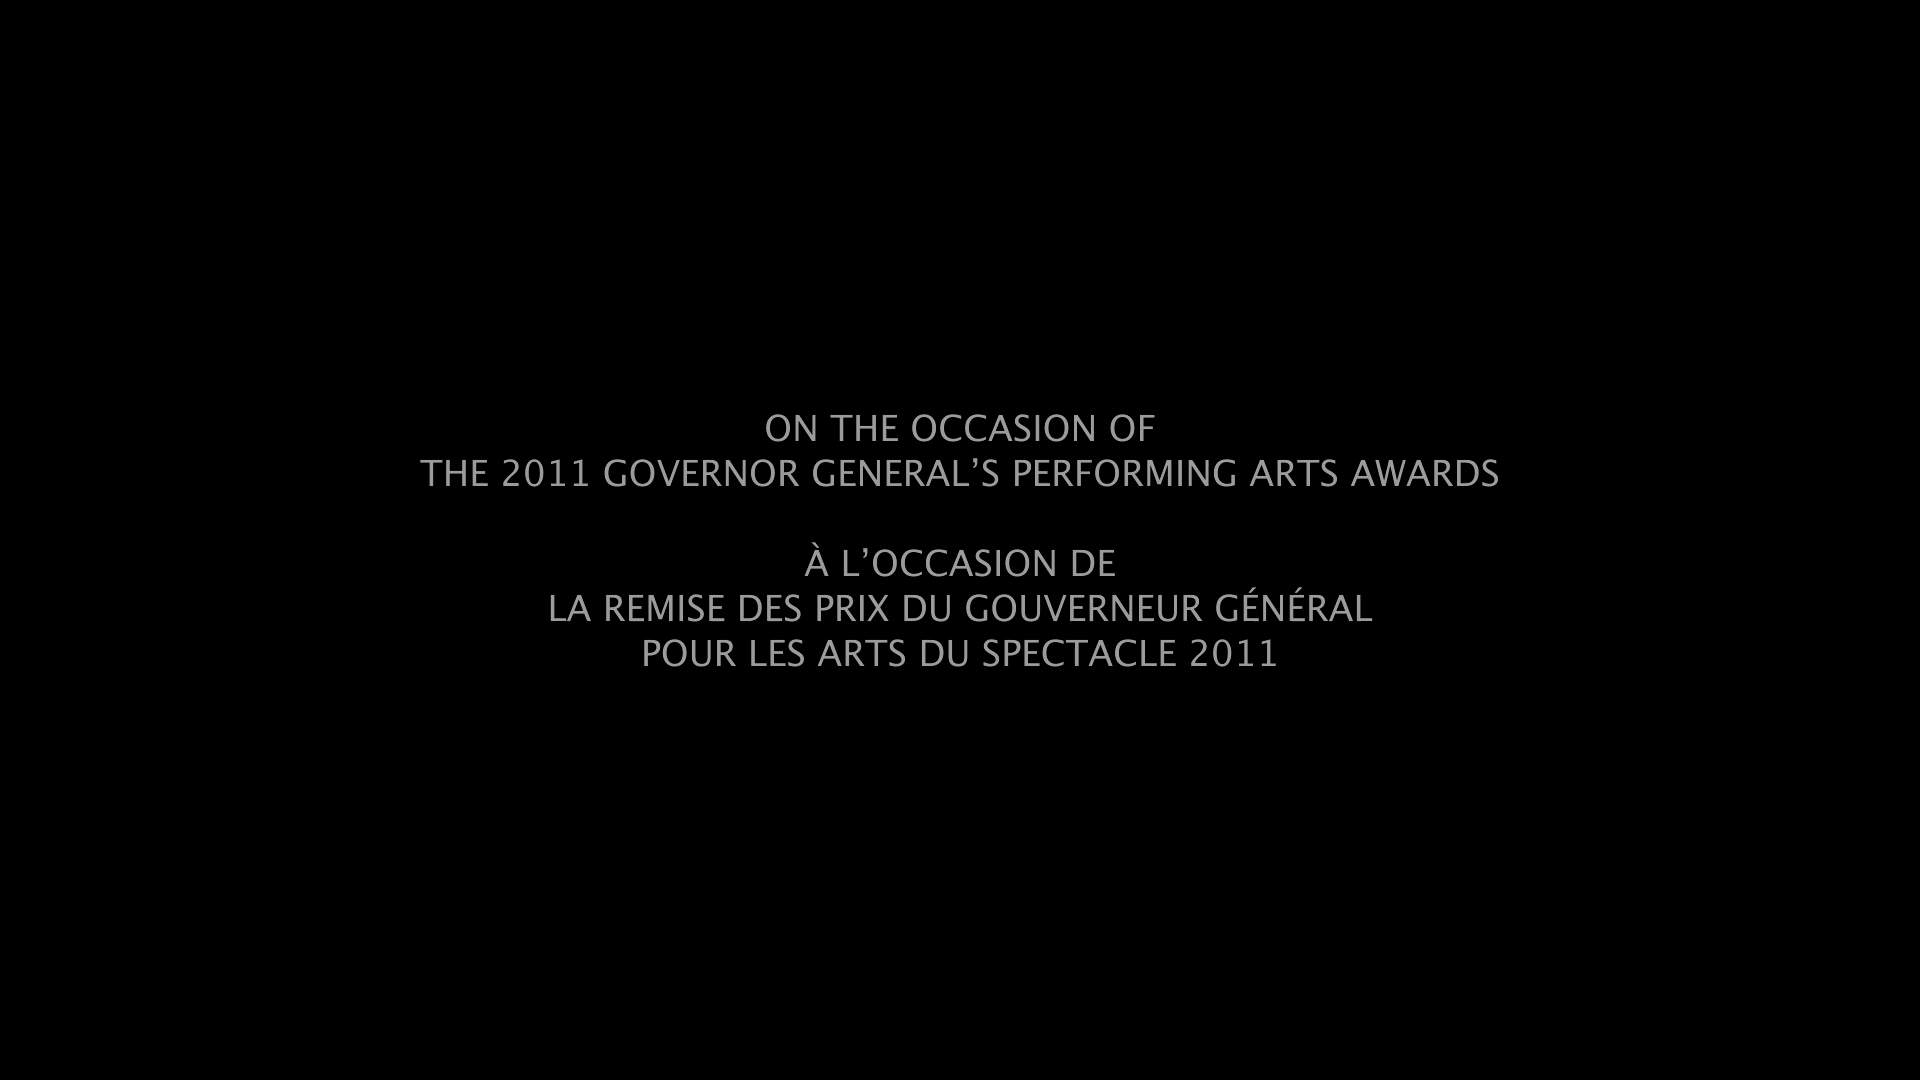 ON THE OCCASION OF
THE 2011 GOVERNOR GENERAL’S PERFORMING ARTS AWARDS
À L’OCCASION DE
LA REMISE DES PRIX DU GOUVERNEUR GÉNÉRAL
POUR LES ARTS DU SPECTACLE 2011